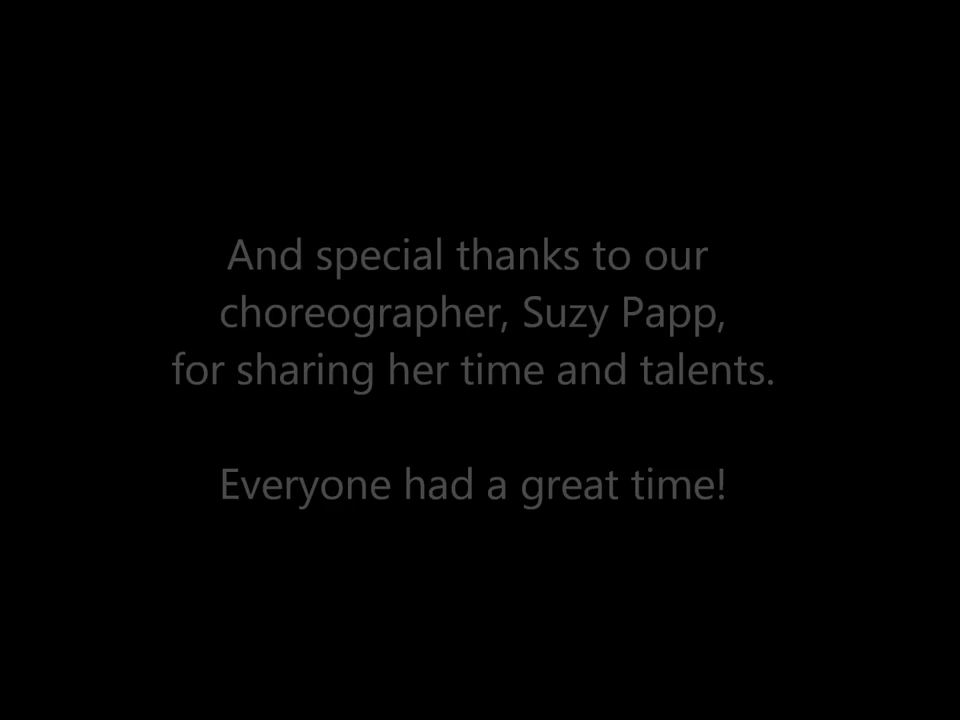 And special thanks to our
choreographer, Suzy Papp,
for sharing her time and talents.
Everyone had a great time!